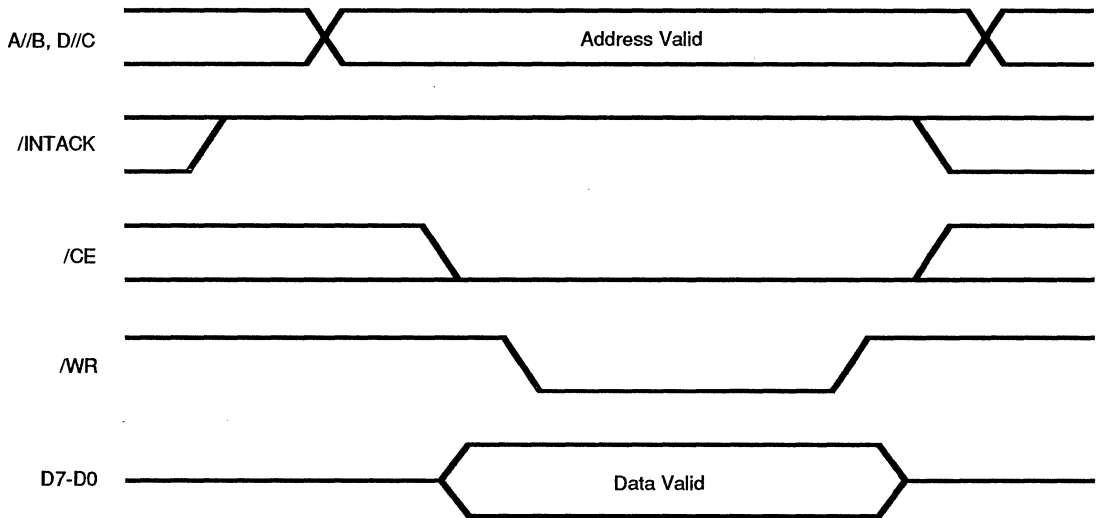 A//B, D//C
Address Valid
/INTACK
/CE
/WR
D7-D0
Data Valid